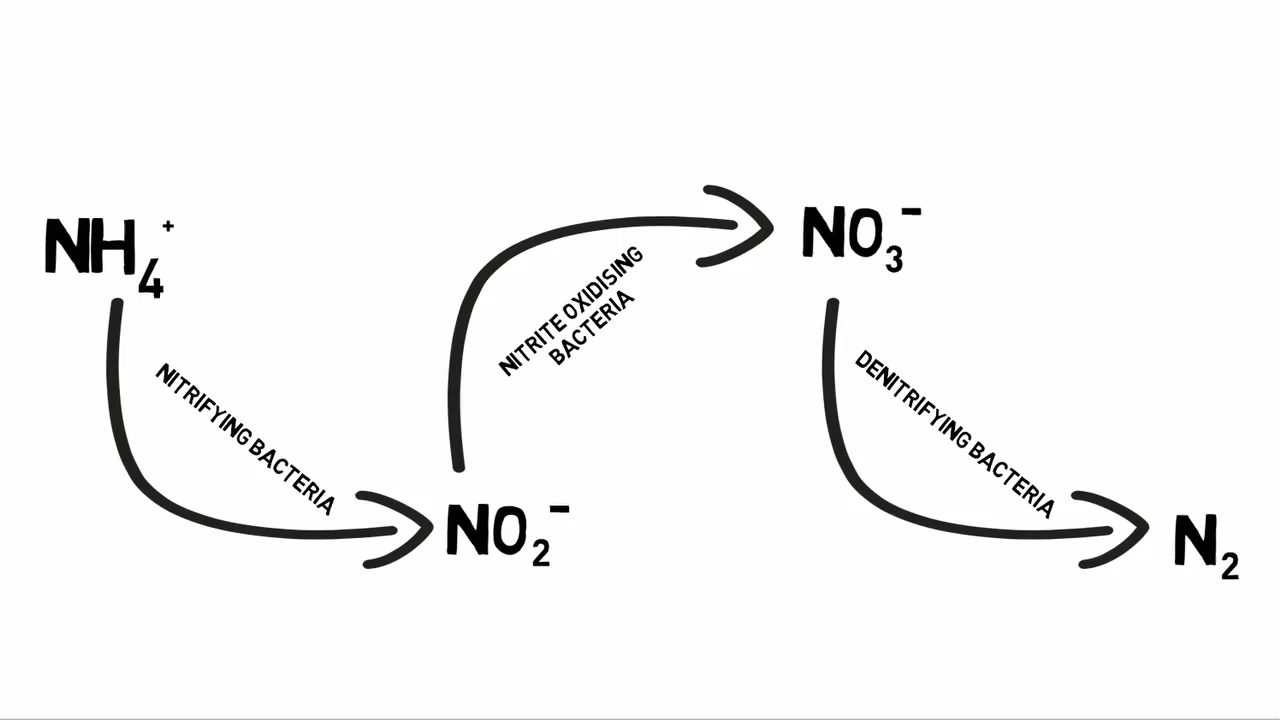 NH₄⁺
NITRIFYING BACTERIA
NO₂⁻
NITRITE OXIDISING
BACTERIA
NO₃⁻
DENITRIFYING BACTERIA
N₂